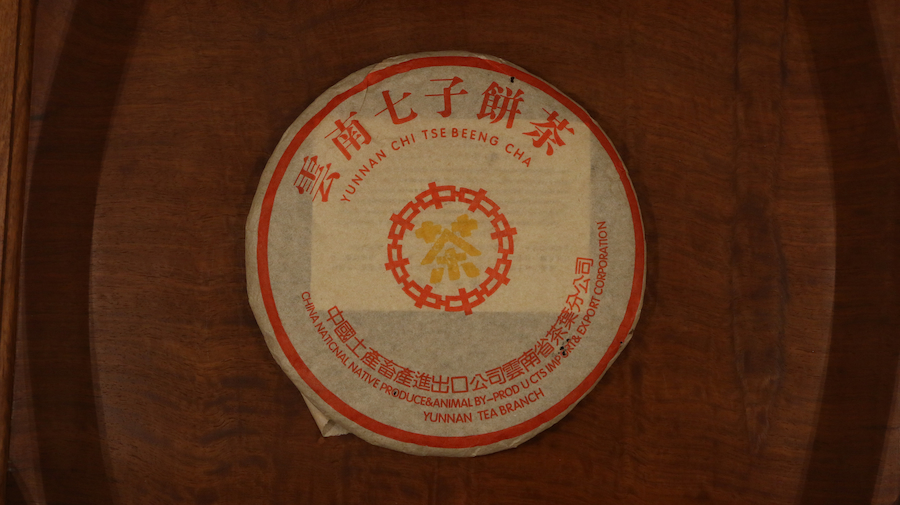 雲南七子餅茶
YUNNAN CHI TSE BEENG CHA
茶
中國土產畜產進出口公司雲南省茶葉分公司
CHINA NATIONAL NATIVE PRODUCE&ANIMAL BY-PRODUCTS IMPORT& EXPORT CORPORATION
YUNNAN TEA BRANCH